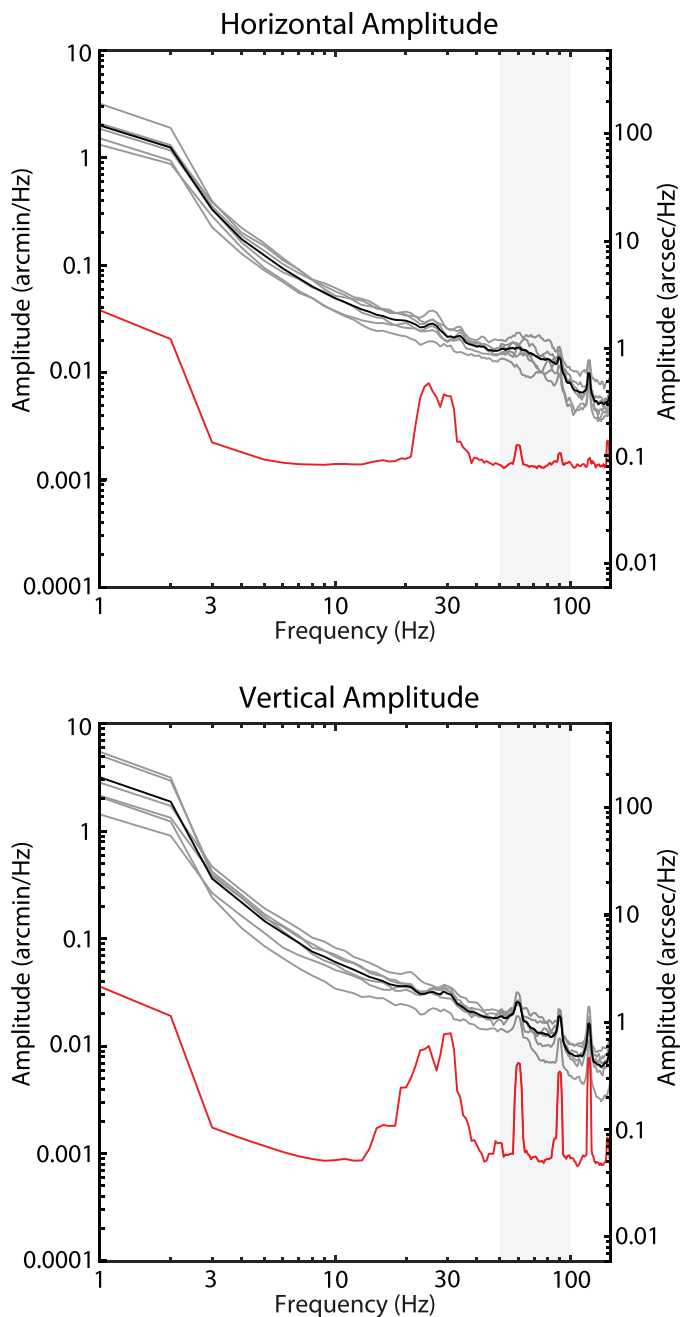 Horizontal Amplitude
10
1
0.1
0.01
0.001
0.0001
Amplitude (arcmin/Hz)
100
10
1
0.1
0.01
Amplitude (arcsec/Hz)
1 3 10 30 100
Frequency (Hz)
Vertical Amplitude
10
1
0.1
0.01
0.001
0.0001
Amplitude (arcmin/Hz)
100
10
1
0.1
0.01
Amplitude (arcsec/Hz)
1 3 10 30 100
Frequency (Hz)